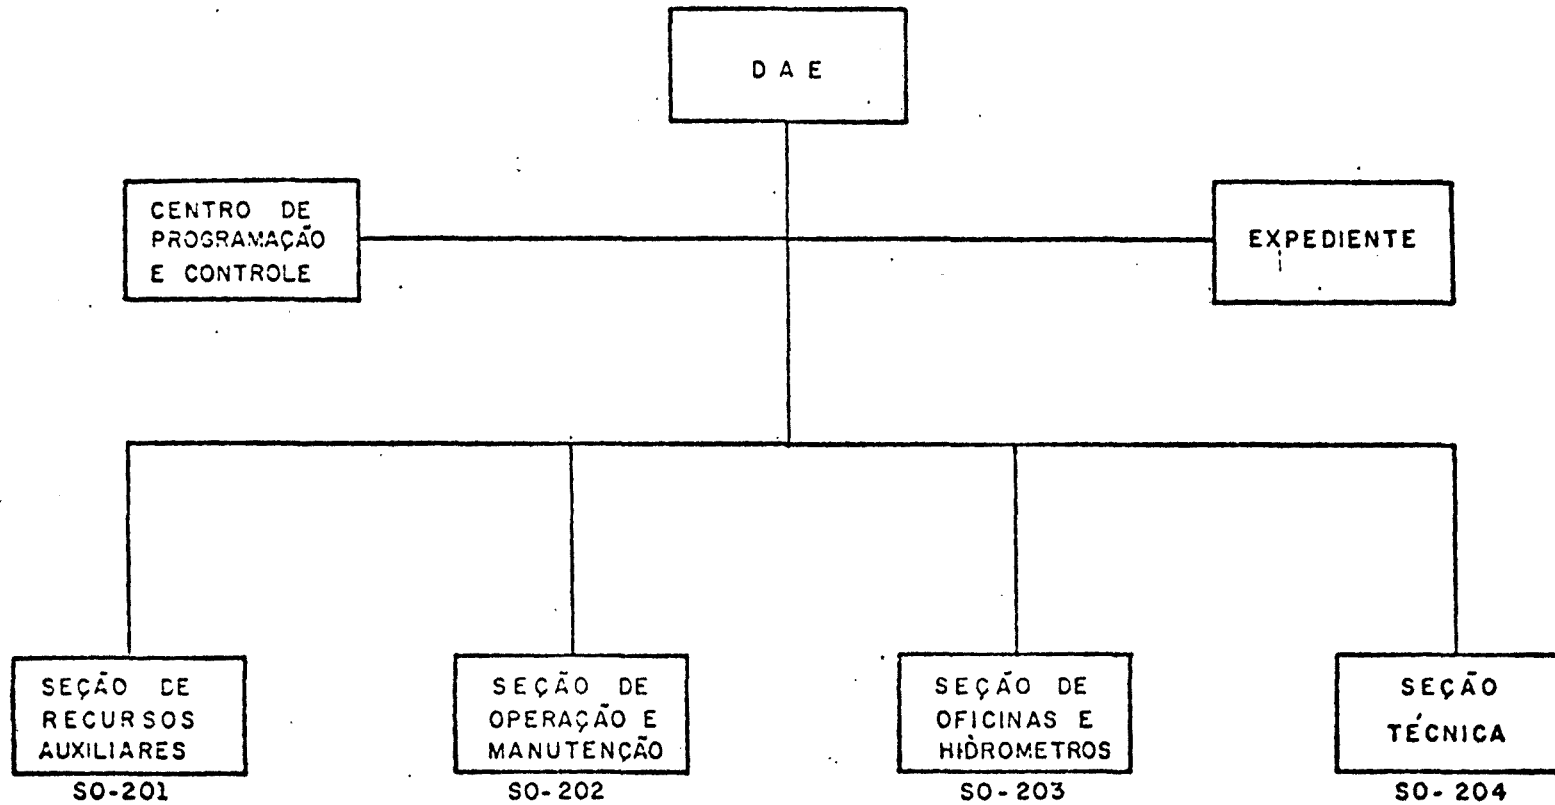 D A E
CENTRO DE
PROGRAMAÇÃO
E CONTROLE
EXPEDIENTE
SEÇÃO DE
RECURSOS
AUXILIARES
SO-201
SEÇÃO DE
OPERAÇÃO E
MANUTENÇÃO
SO-202
SEÇÃO DE
OFICINAS E
HIDROMETROS
SO-203
SEÇÃO
TÉCNICA
SO-204